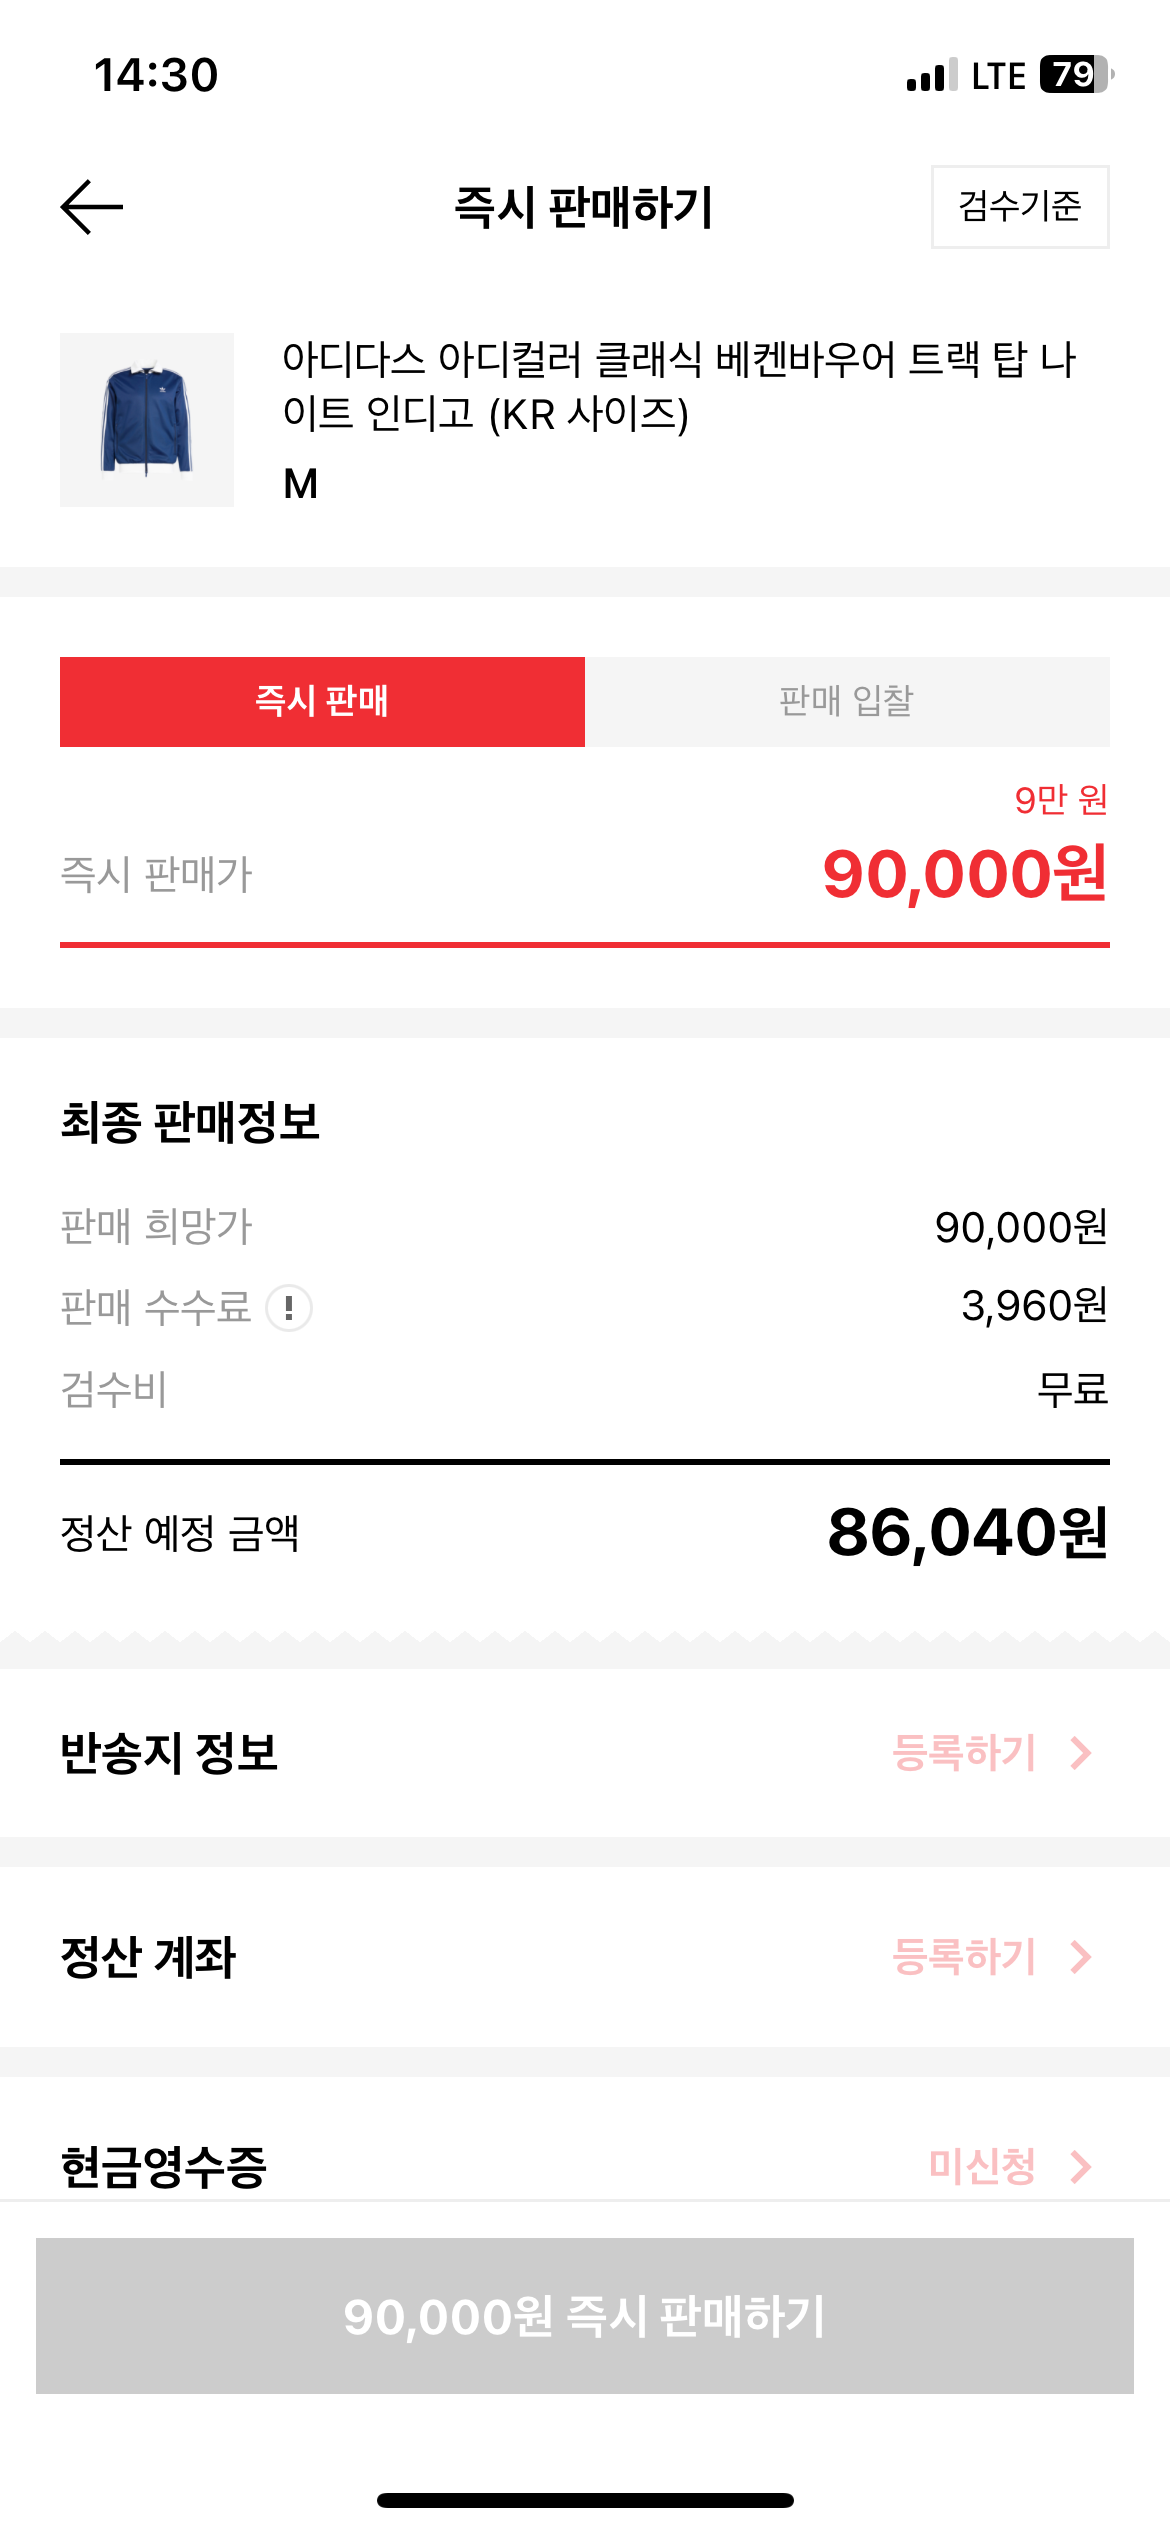 14:30
LTE 79
즉시 판매하기
검수기준
아디다스 아디컬러 클래식 베켄바우어 트랙 탑 나
이트 인디고 (KR 사이즈)
M
즉시 판매
판매 입찰
9만 원
즉시 판매가
90,000원
최종 판매정보
판매 희망가
90,000원
판매 수수료 !
3,960원
검수비
무료
정산 예정 금액
86,040원
반송지 정보
등록하기
정산 계좌
등록하기
현금영수증
미신청
90,000원 즉시 판매하기